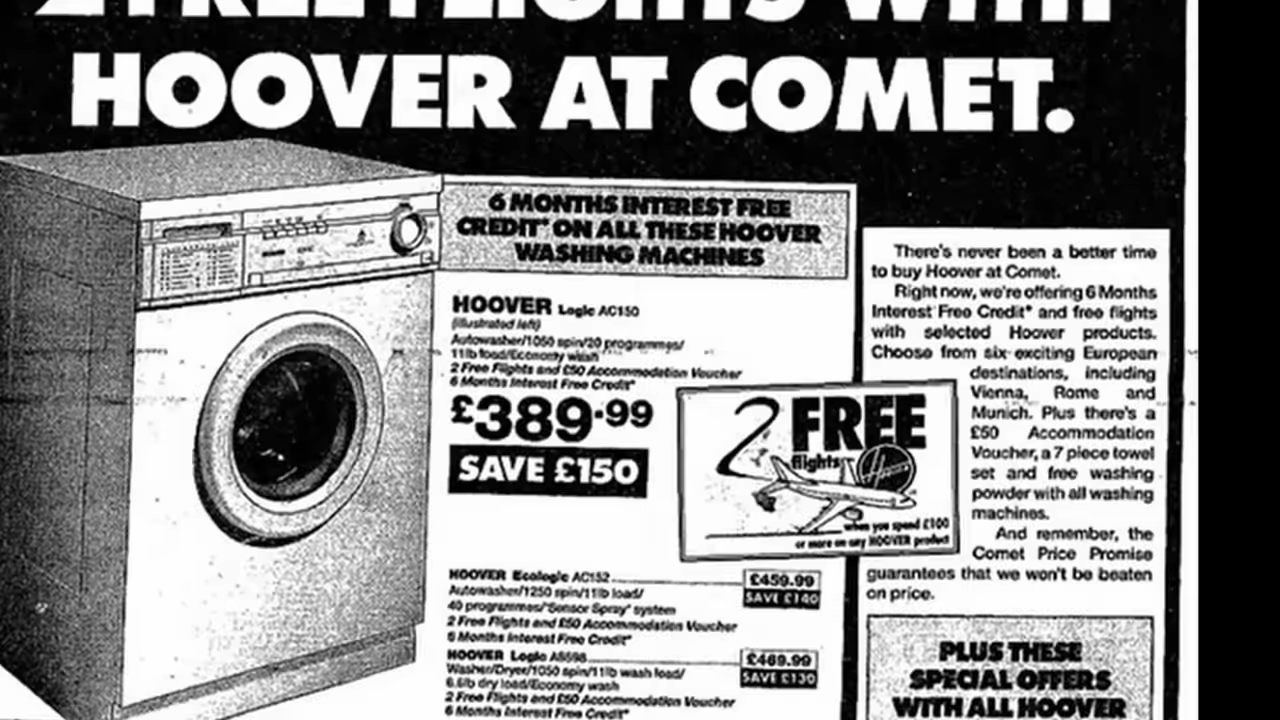 2 FREE FLIGHTS WITH
HOOVER AT COMET.
6 MONTHS INTEREST FREE
CREDIT* ON ALL THESE HOOVER
WASHING MACHINES
HOOVER Logic AC150
(illustrated left)
Autowasher/1050 spin/20 programmes/
11lb load/Economy wash
2 Free Flights and £50 Accommodation Voucher
6 Months Interest Free Credit*
£389.99
SAVE £150
2 FREE
flights
Hoover
when you spend £100
or more on any HOOVER product
HOOVER Ecologic AC152
£459.99
Autowasher/1250 spin/11lb load/
SAVE £140
40 programmes/"Sensor Spray" system
2 Free Flights and £50 Accommodation Voucher
6 Months Interest Free Credit*
HOOVER Logic
£469.99
Washer/Dryer/1050 spin/11lb wash load/
SAVE £130
6.6lb dry load/Economy wash
2 Free Flights and £50 Accommodation Voucher
6 Months Interest Free Credit*
There's never been a better time
to buy Hoover at Comet.
Right now, we're offering 6 Months
Interest Free Credit* and free flights
with selected Hoover products.
Choose from six exciting European
destinations, including
Vienna, Rome and
Munich. Plus there's a
£50 Accommodation
Voucher, a 7 piece towel
set and free washing
powder with all washing
machines.
And remember, the
Comet Price Promise
guarantees that we won't be beaten
on price.
PLUS THESE
SPECIAL OFFERS
WITH ALL HOOVER